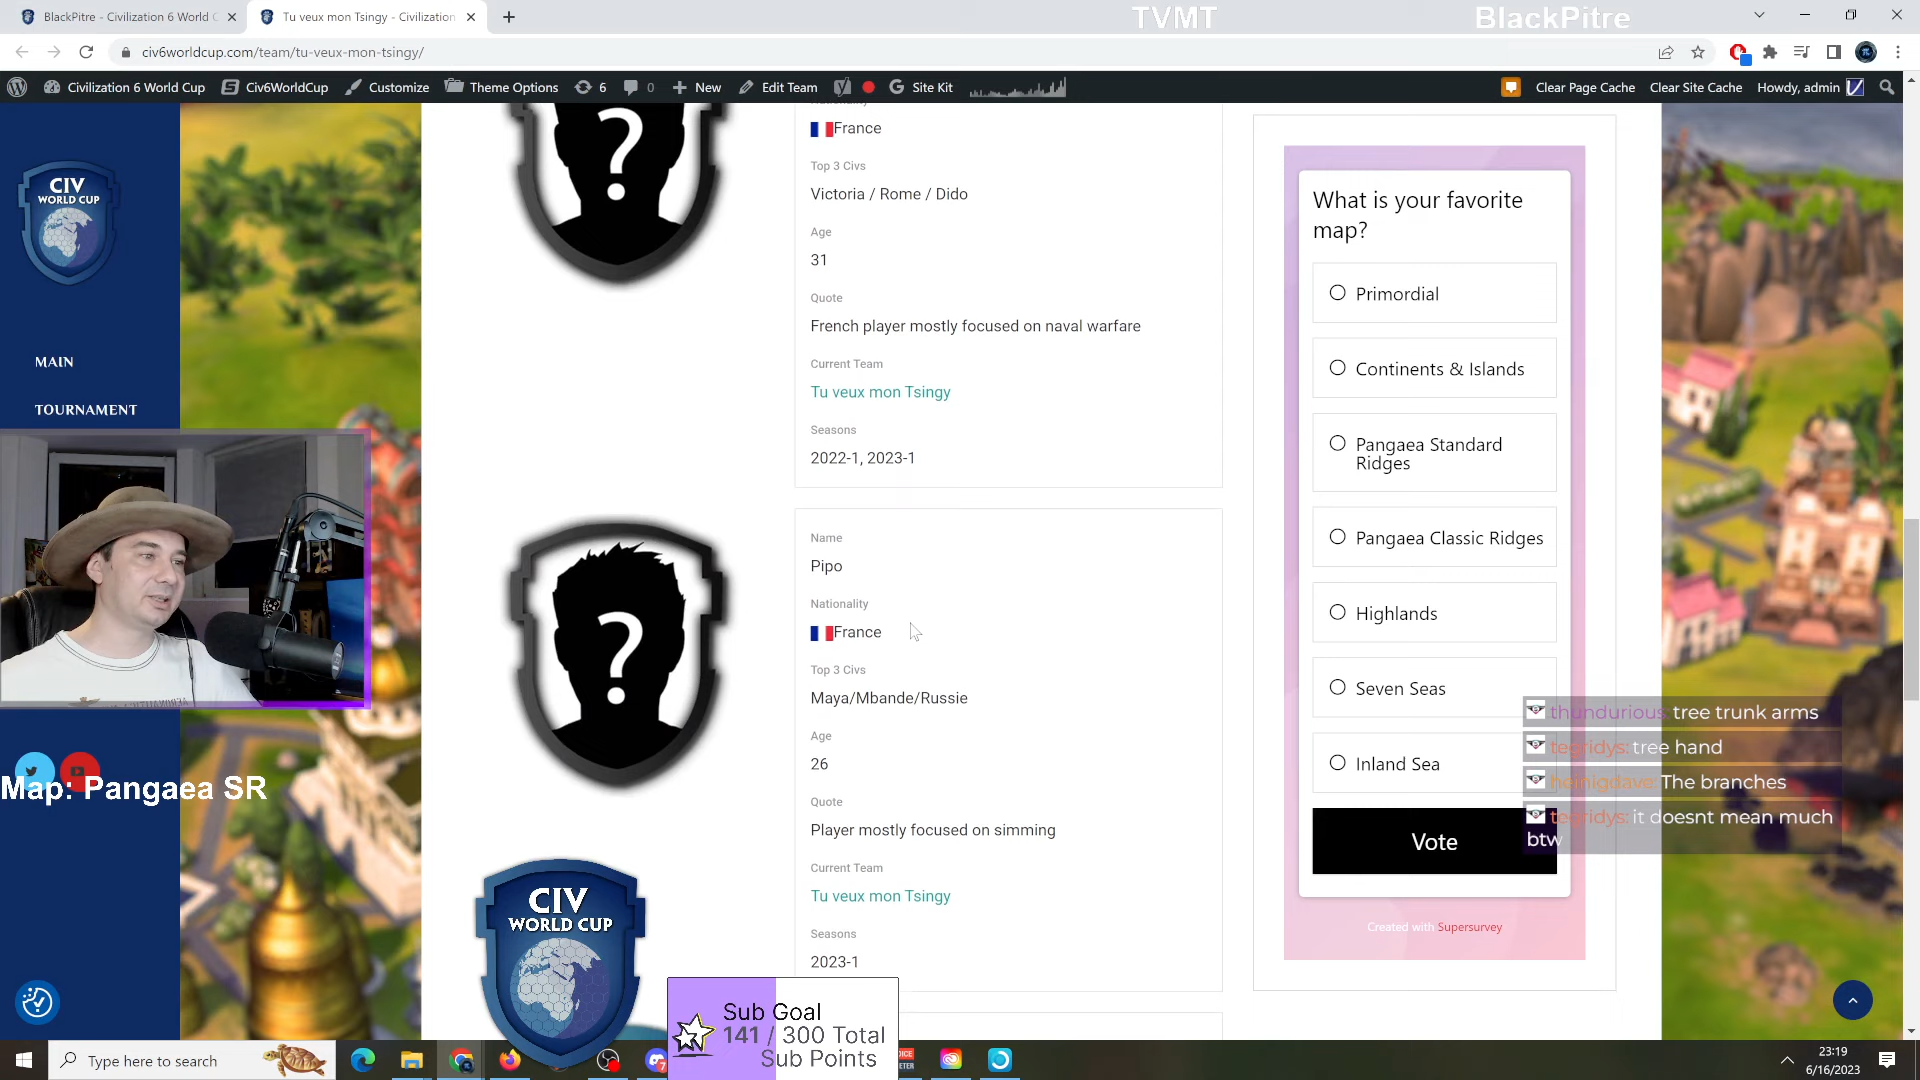 TVMT
BlackPitre
BlackPitre - Civilization 6 World C
Tu veux mon Tsingy - Civilization
civ6worldcup.com/team/tu-veux-mon-tsingy/
Civilization 6 World Cup
Civ6WorldCup
Customize
Theme Options
6
0
New
Edit Team
Site Kit
Clear Page Cache
Clear Site Cache
Howdy, admin
CIV
WORLD CUP
MAIN
TOURNAMENT
Map: Pangaea SR
Nationality
France
Top 3 Civs
Victoria / Rome / Dido
Age
31
Quote
French player mostly focused on naval warfare
Current Team
Tu veux mon Tsingy
Seasons
2022-1, 2023-1
Name
Pipo
Nationality
France
Top 3 Civs
Maya/Mbande/Russie
Age
26
Quote
Player mostly focused on simming
Current Team
Tu veux mon Tsingy
Seasons
2023-1
?
?
CIV
WORLD CUP
What is your favorite
map?
Primordial
Continents & Islands
Pangaea Standard
Ridges
Pangaea Classic Ridges
Highlands
Seven Seas
Inland Sea
Vote
Created with Supersurvey
thundurious: tree trunk arms
tegridys: tree hand
heinigdave: The branches
tegridys: it doesnt mean much
btw
Sub Goal
141 / 300 Total
Sub Points
Type here to search
23:19
6/16/2023